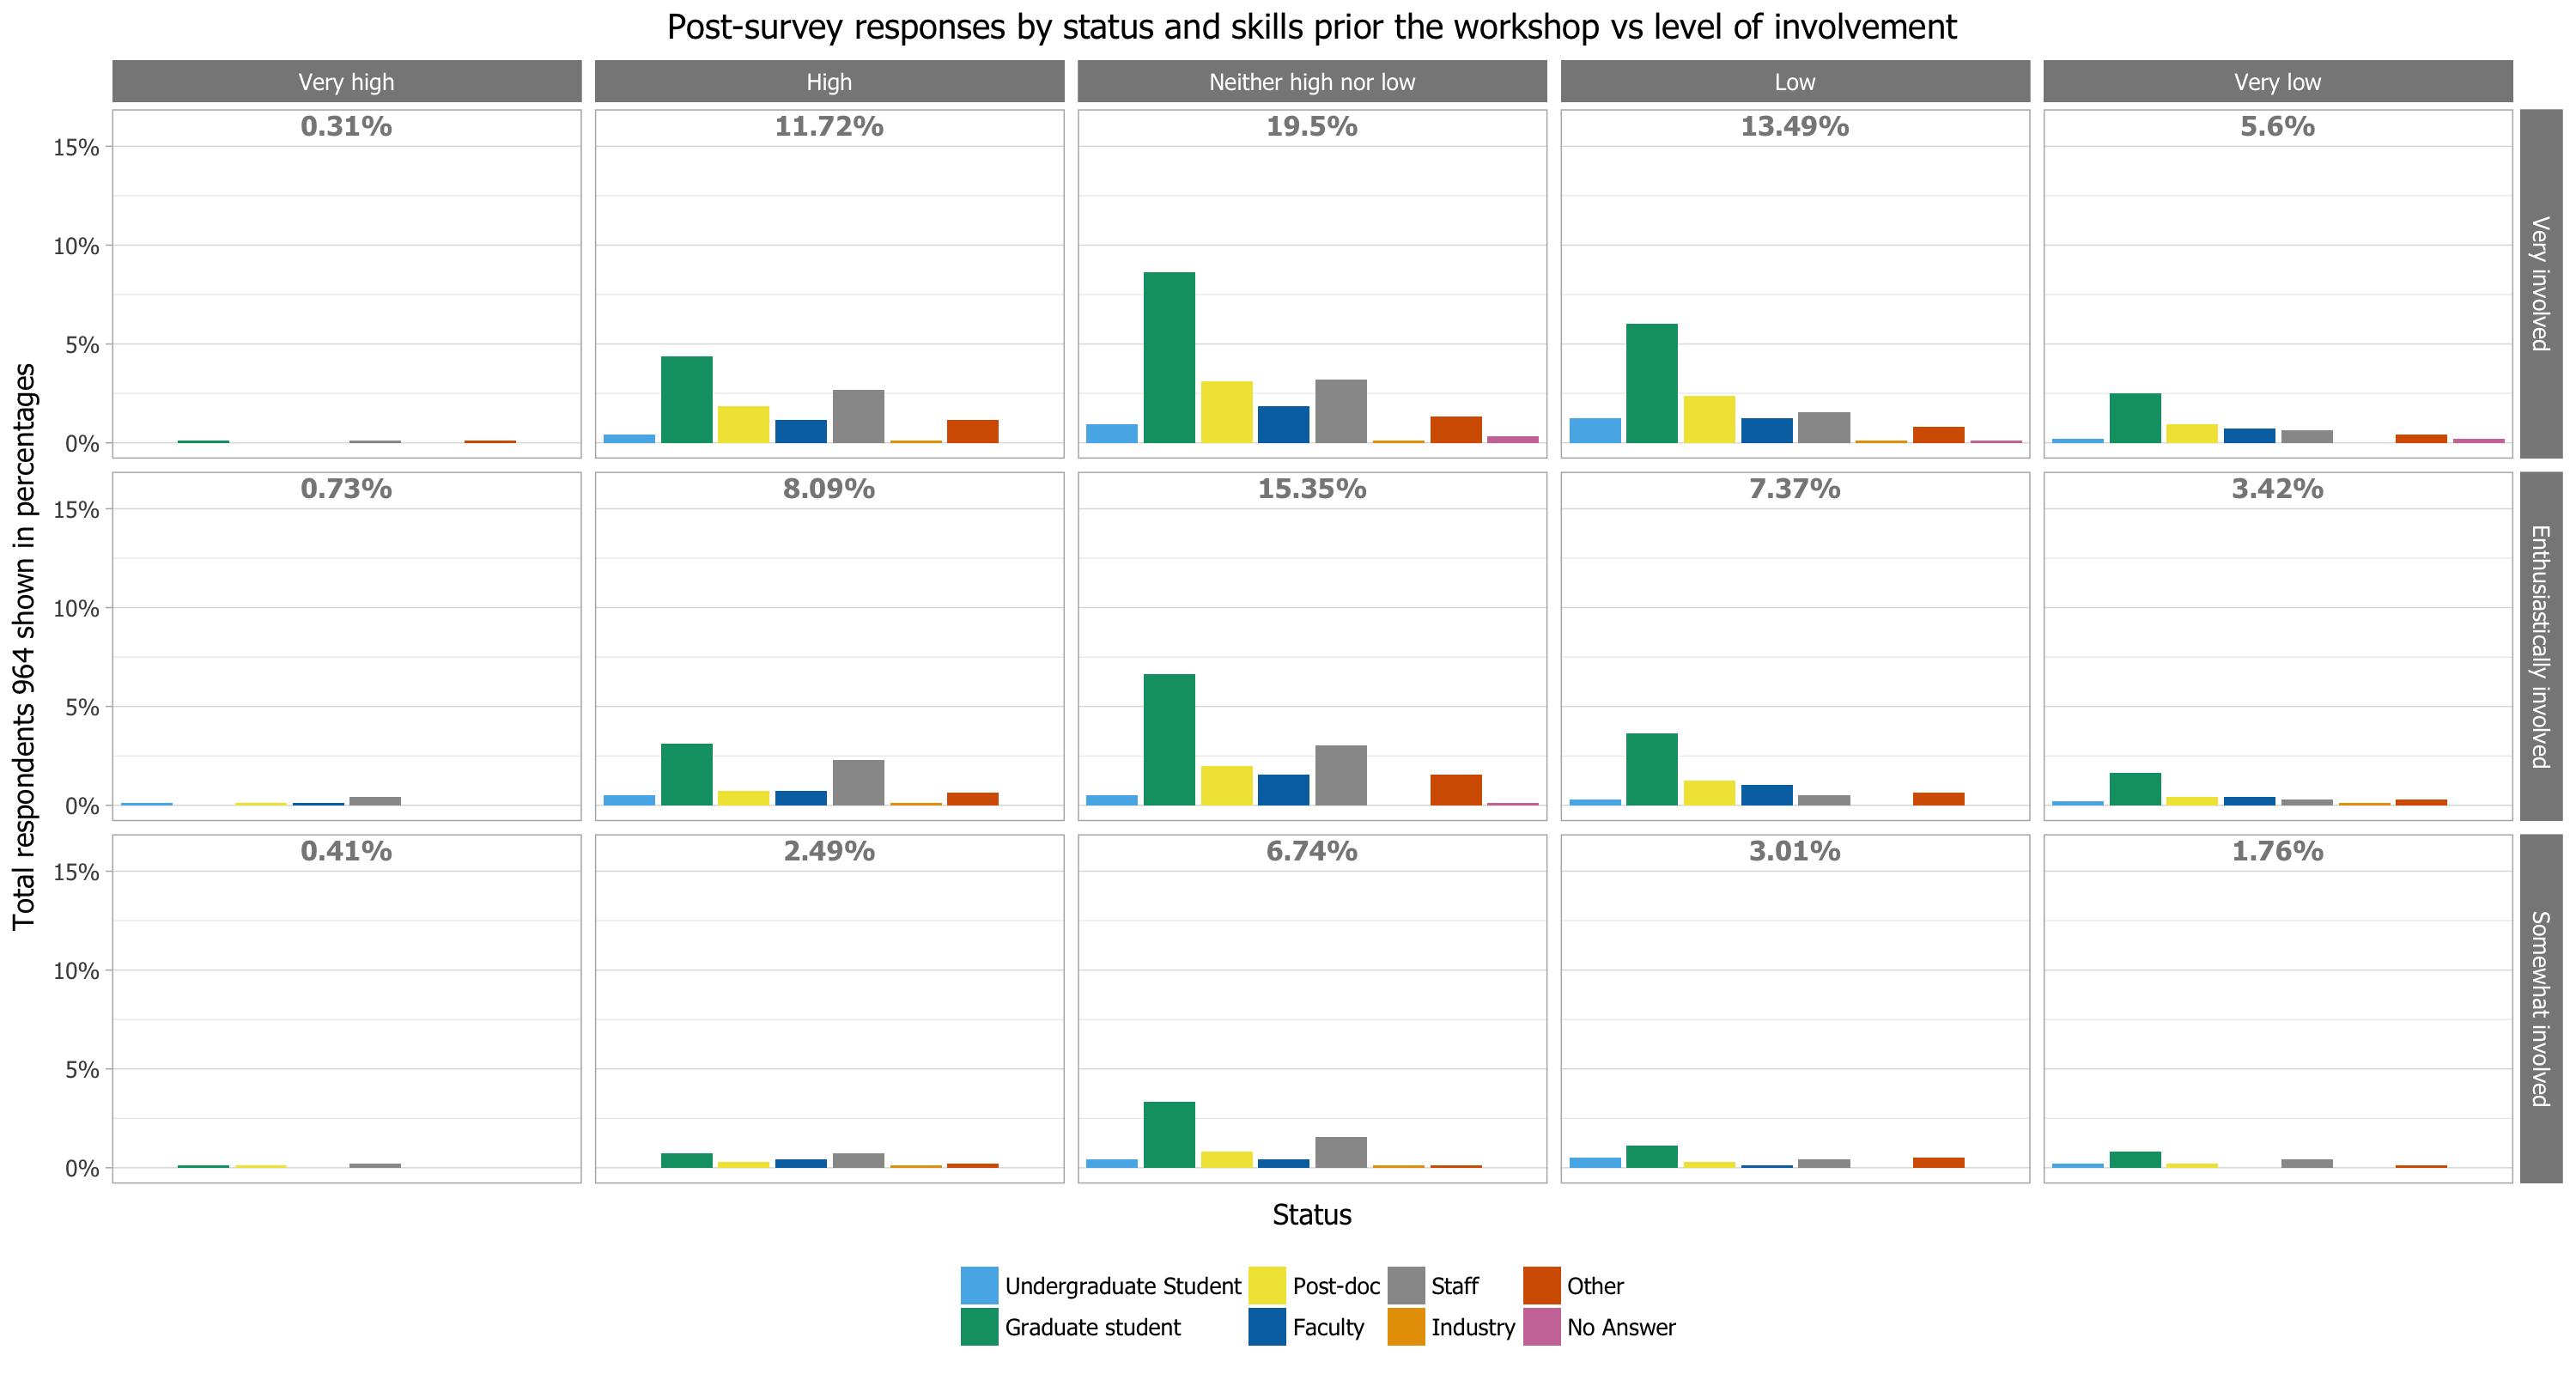 Post-survey responses by status and skills prior the workshop vs level of involvement
Very high
High
Neither high nor low
Low
Very low
0.31%
11.72%
19.5%
13.49%
5.6%
15%
10%
5%
0%
Very involved
0.73%
8.09%
15.35%
7.37%
3.42%
15%
10%
5%
0%
Enthusiastically involved
0.41%
2.49%
6.74%
3.01%
1.76%
15%
10%
5%
0%
Somewhat involved
Total respondents 964 shown in percentages
Status
Undergraduate Student
Post-doc
Staff
Other
Graduate student
Faculty
Industry
No Answer